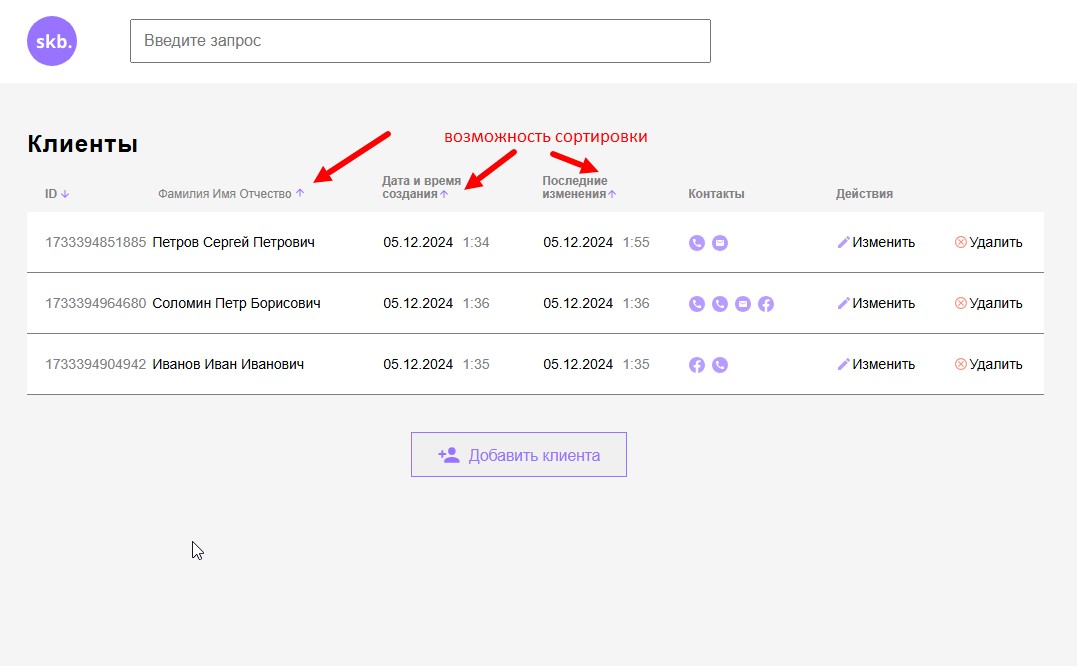 skb.
Введите запрос
Клиенты
возможность сортировки
ID ↓ Фамилия Имя Отчество ↑ Дата и время создания↑ Последние изменения↑ Контакты Действия
1733394851885 Петров Сергей Петрович 05.12.2024 1:34 05.12.2024 1:55 Изменить Удалить
1733394964680 Соломин Петр Борисович 05.12.2024 1:36 05.12.2024 1:36 Изменить Удалить
1733394904942 Иванов Иван Иванович 05.12.2024 1:35 05.12.2024 1:35 Изменить Удалить
Добавить клиента